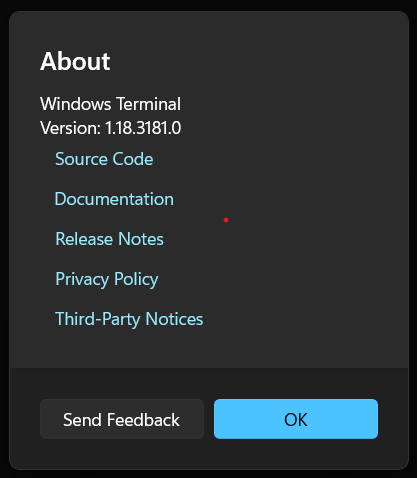 About
Windows Terminal
Version: 1.18.3181.0
Source Code
Documentation
Release Notes
Privacy Policy
Third-Party Notices
Send Feedback
OK